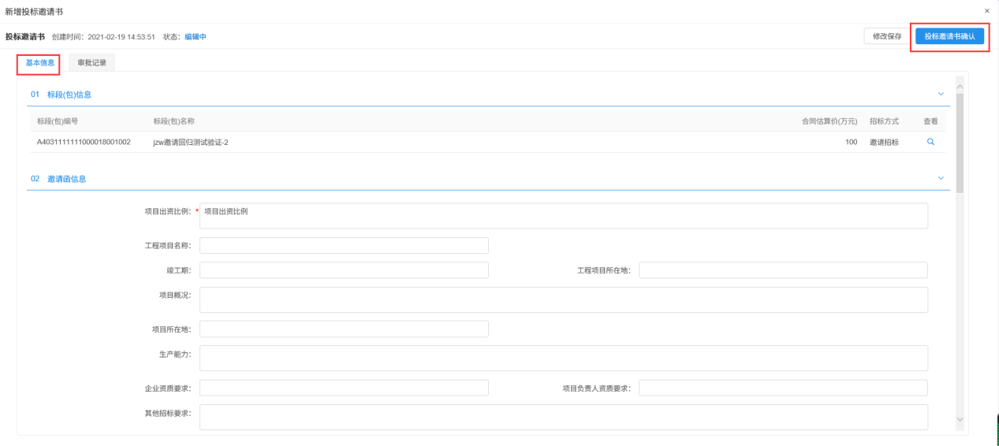 新增投标邀请书 ×
投标邀请书 创建时间：2021-02-19 14:53:51 状态：编辑中 修改保存 投标邀请书确认
基本信息 审批记录
01 标段(包)信息
标段(包)编号 标段(包)名称 合同估算价(万元) 招标方式 查看
A4031111111000018001002 jzw邀请回归测试验证-2 100 邀请招标
02 邀请函信息
项目出资比例：* 项目出资比例
工程项目名称：
竣工期： 工程项目所在地：
项目概况：
项目所在地：
生产能力：
企业资质要求： 项目负责人资质要求：
其他招标要求：